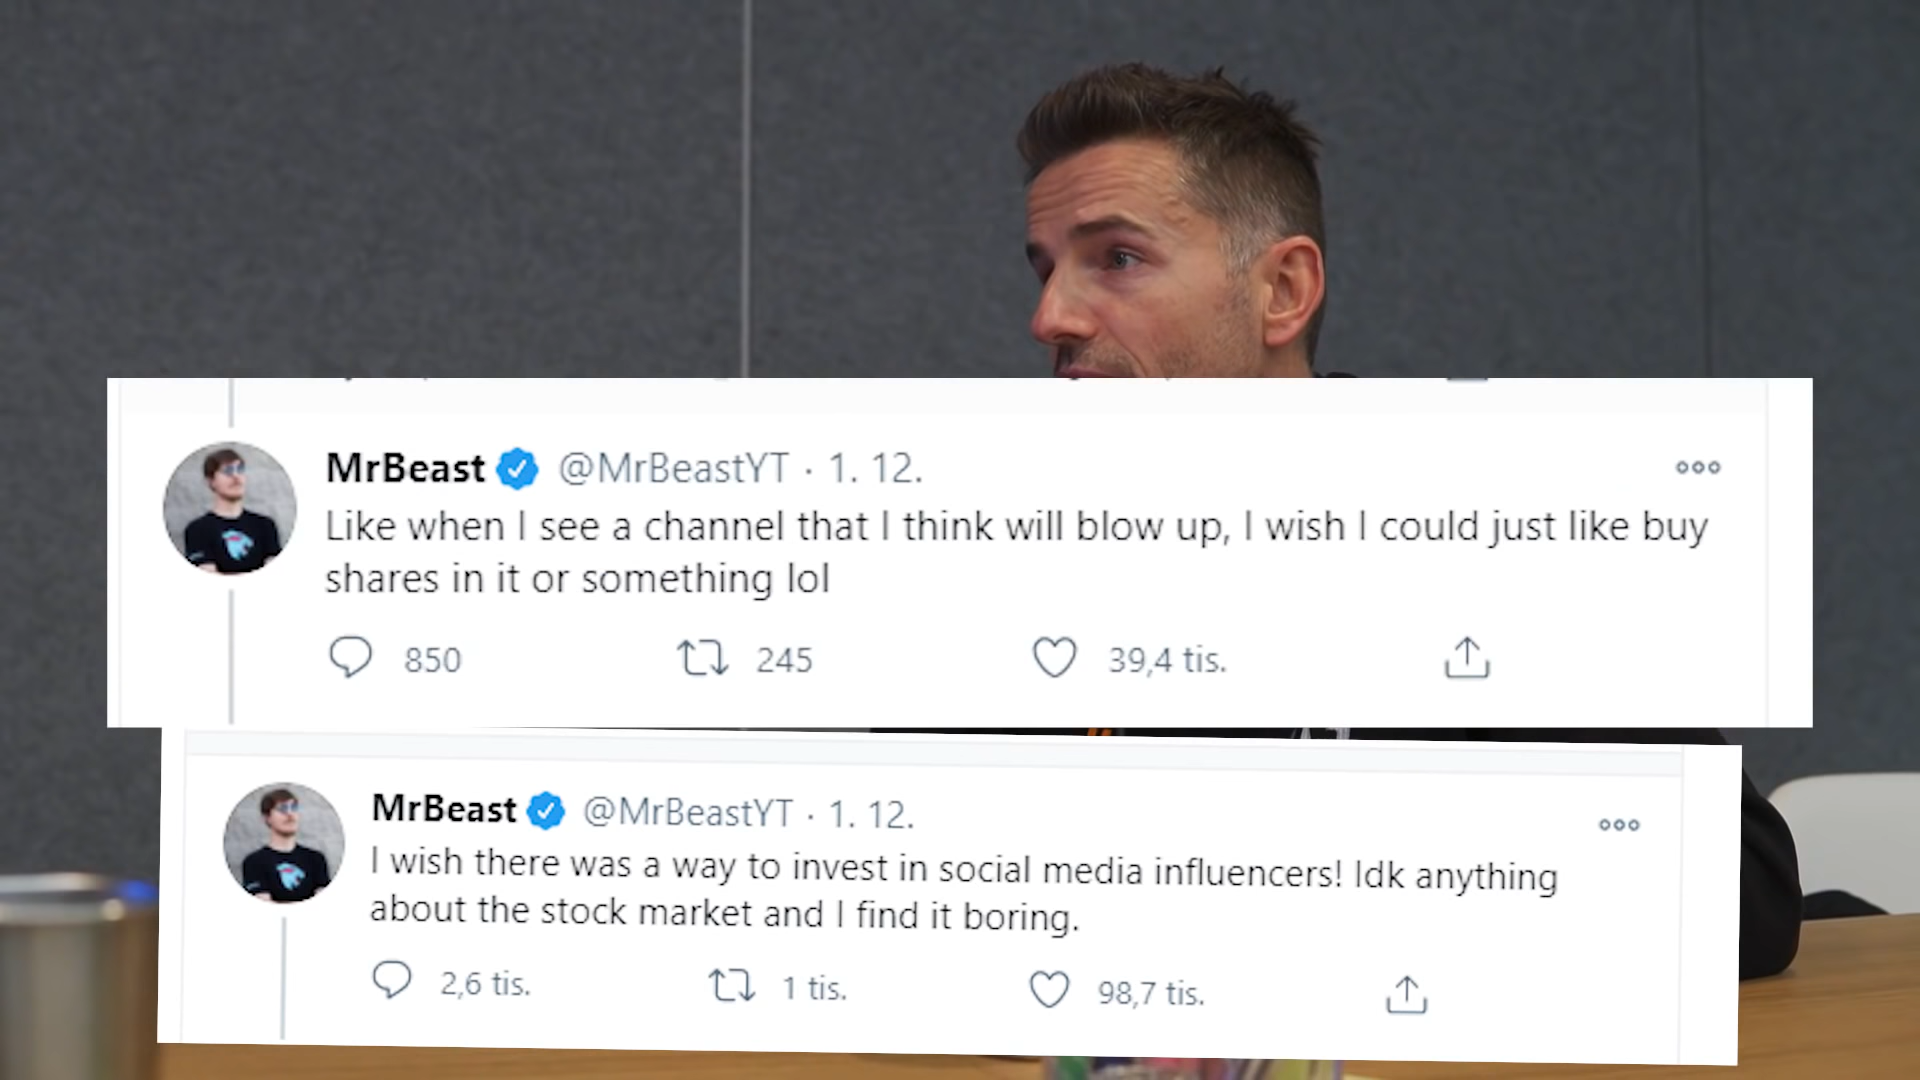 MrBeast @MrBeastYT · 1. 12.
Like when I see a channel that I think will blow up, I wish I could just like buy
shares in it or something lol
850 245 39,4 tis.
MrBeast @MrBeastYT · 1. 12.
I wish there was a way to invest in social media influencers! Idk anything
about the stock market and I find it boring.
2,6 tis. 1 tis. 98,7 tis.